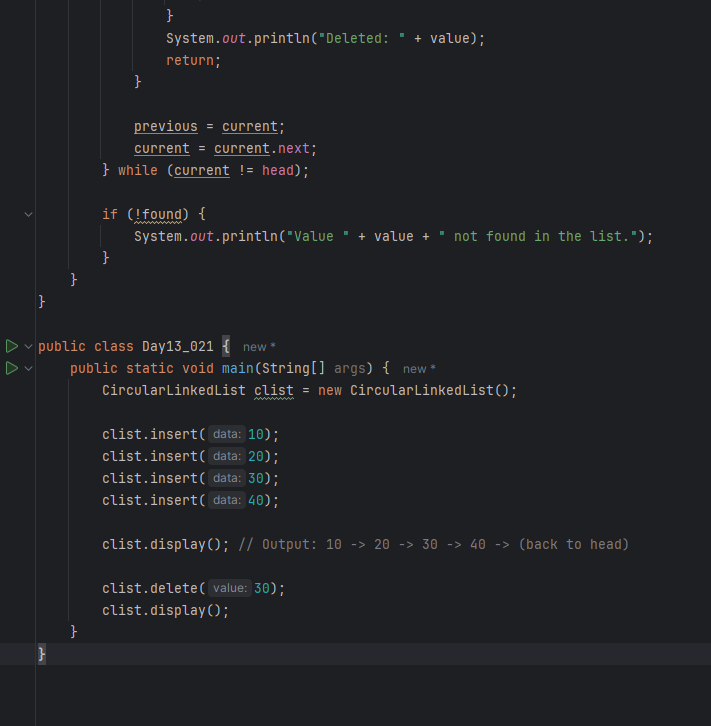 }
System.out.println("Deleted: " + value);
return;
}
previous = current;
current = current.next;
} while (current != head);
if (!found) {
System.out.println("Value " + value + " not found in the list.");
}
}
}
public class Day13_021 { new *
public static void main(String[] args) { new *
CircularLinkedList clist = new CircularLinkedList();
clist.insert( data: 10);
clist.insert( data: 20);
clist.insert( data: 30);
clist.insert( data: 40);
clist.display(); // Output: 10 -> 20 -> 30 -> 40 -> (back to head)
clist.delete( value: 30);
clist.display();
}
}